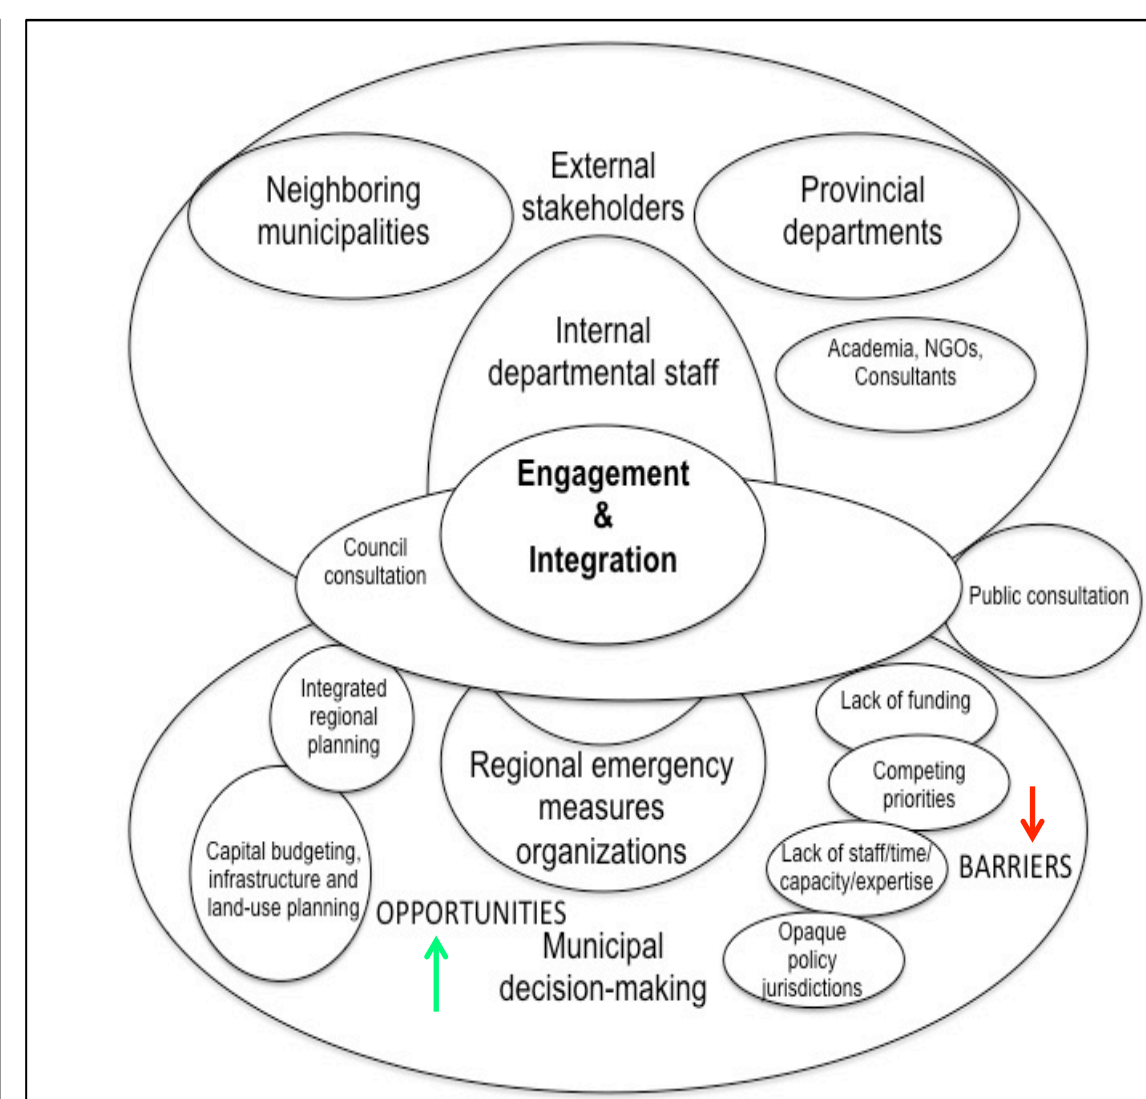 External
stakeholders
Neighboring
municipalities
Provincial
departments
Internal
departmental staff
Academia, NGOs,
Consultants
Engagement
&
Integration
Council
consultation
Public consultation
Integrated
regional
planning
Lack of funding
Regional emergency
measures
organizations
Competing
priorities
Capital budgeting,
infrastructure and
land-use planning
Lack of staff/time/
capacity/expertise
BARRIERS
OPPORTUNITIES
Municipal
decision-making
Opaque
policy
jurisdictions